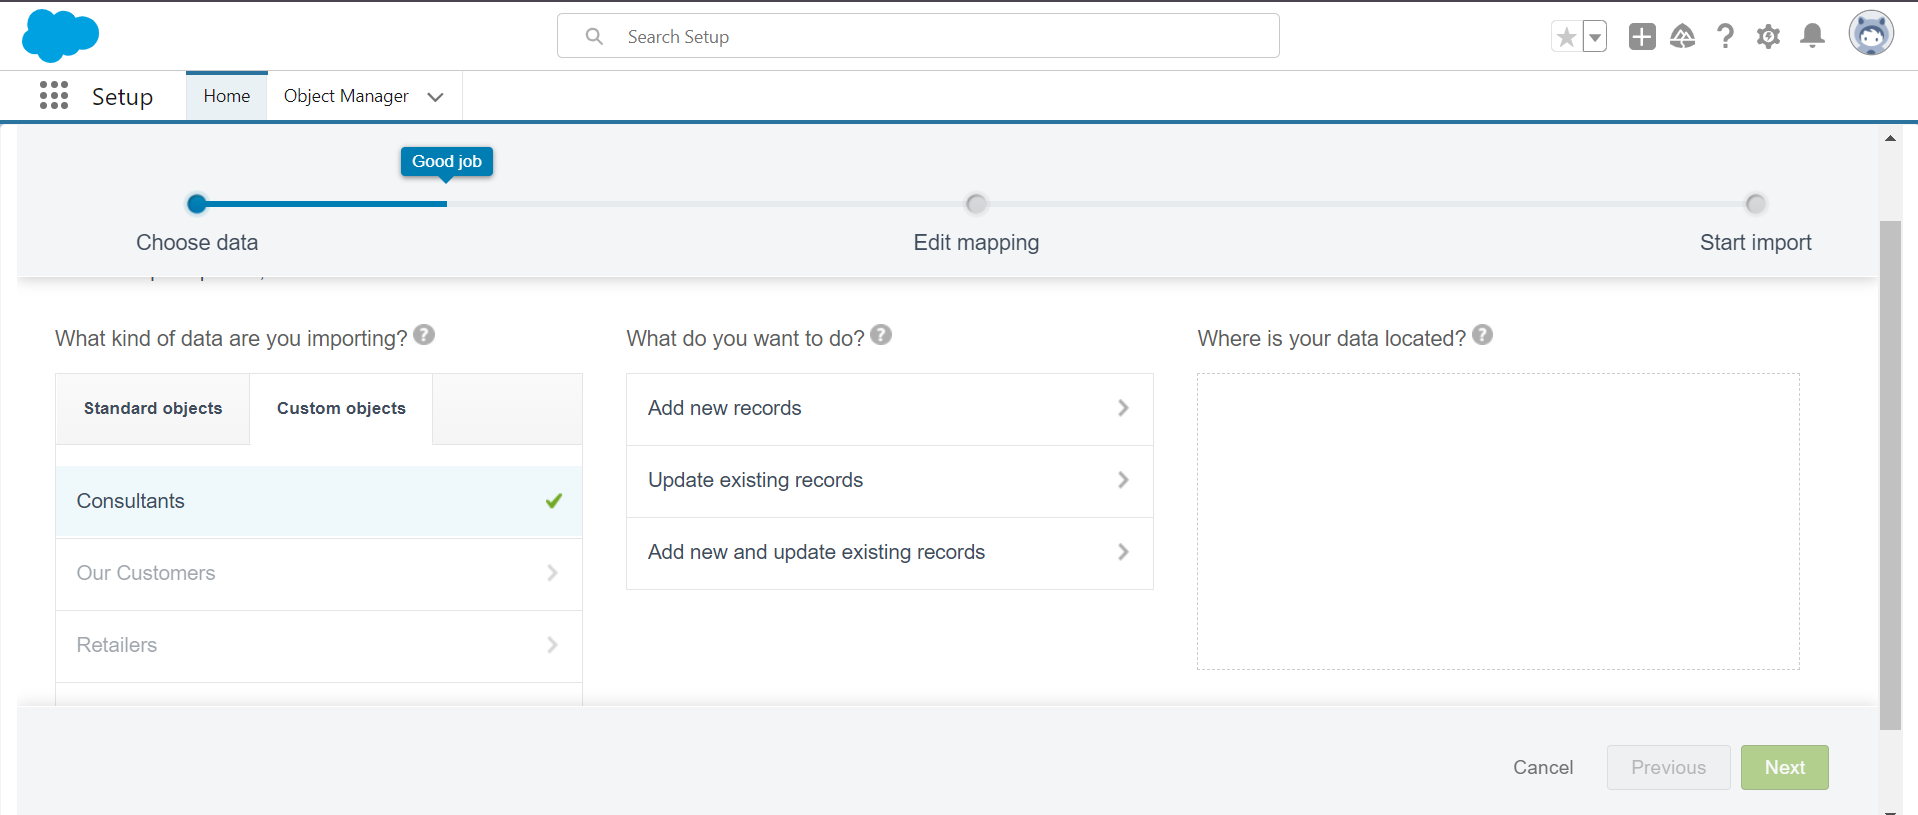 Search Setup
Setup
Home
Object Manager
Good job
Choose data
Edit mapping
Start import
What kind of data are you importing?
What do you want to do?
Where is your data located?
Standard objects
Custom objects
Add new records
Consultants
Update existing records
Our Customers
Add new and update existing records
Retailers
Cancel
Previous
Next